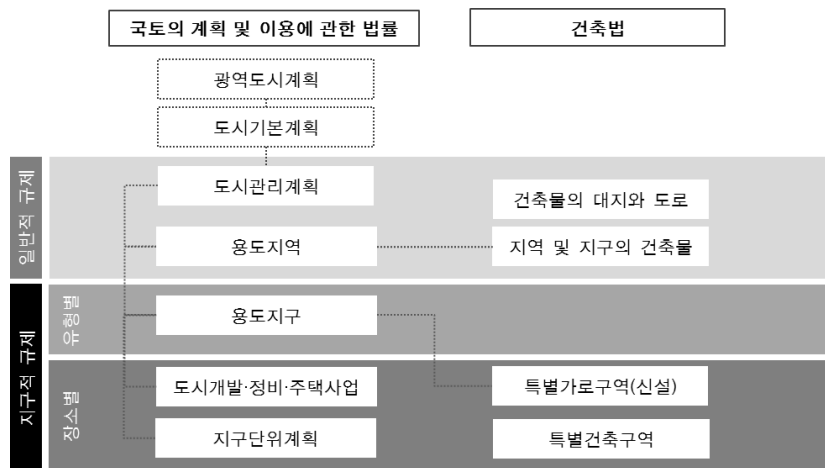 국토의 계획 및 이용에 관한 법률
건축법
광역도시계획
도시기본계획
일반적 규제
도시관리계획
건축물의 대지와 도로
용도지역
지역 및 지구의 건축물
지구적 규제
유형별
용도지구
장소별
도시개발·정비·주택사업
특별가로구역(신설)
지구단위계획
특별건축구역